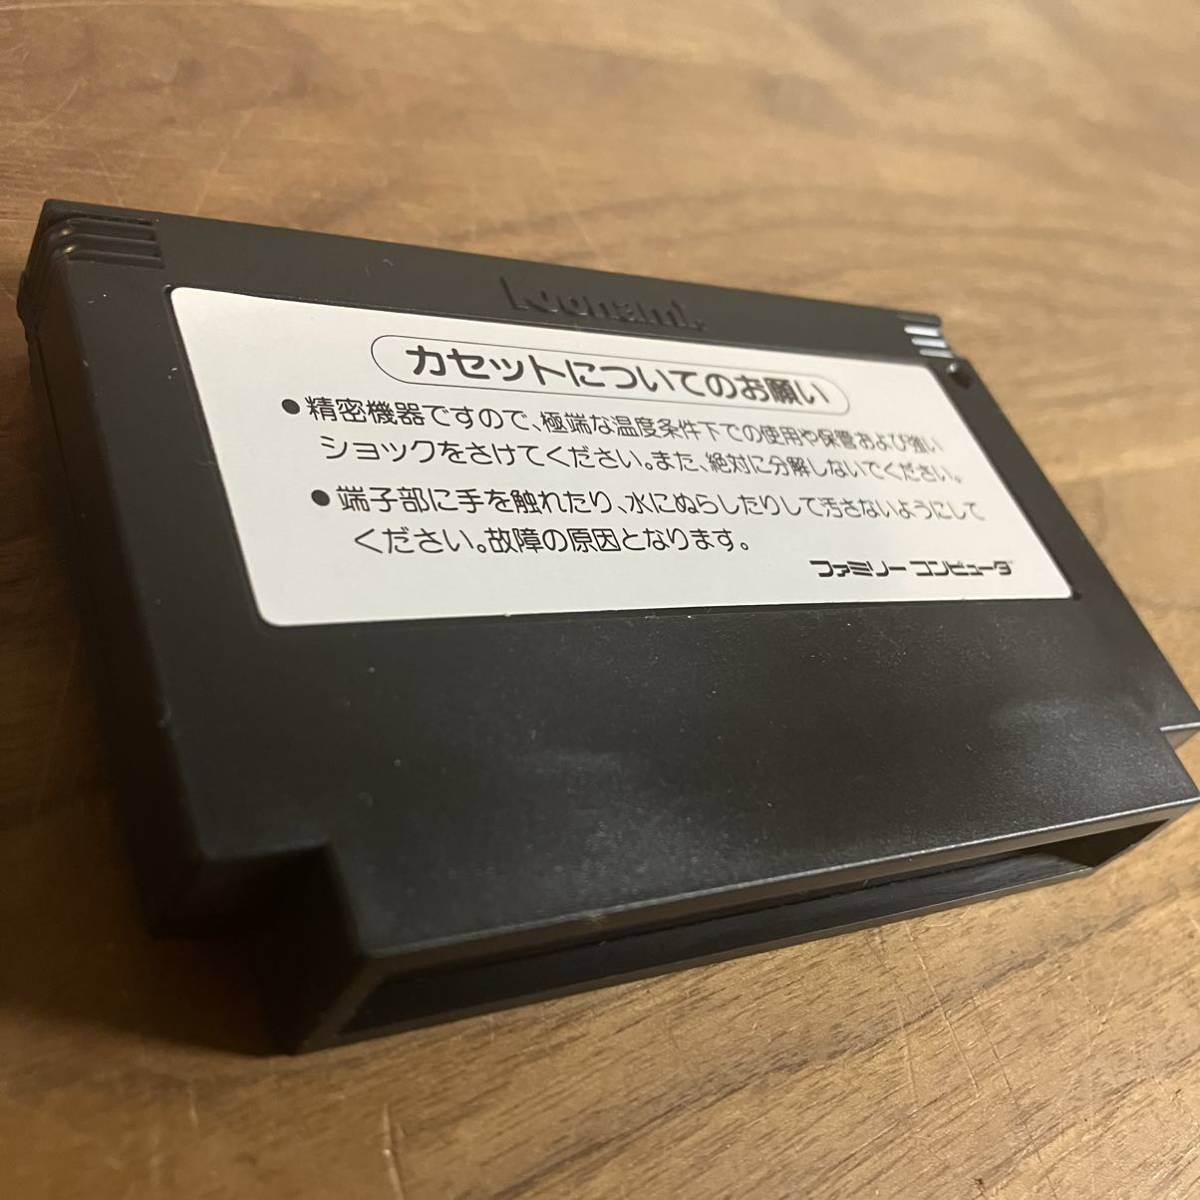 Konami
カセットについてのお願い
●精密機器ですので、極端な温度条件下での使用や保管および強い
ショックをさけてください。また、絶対に分解しないでください。
●端子部に手を触れたり、水にぬらしたりして汚さないようにして
ください。故障の原因となります。
ファミリーコンピュータ